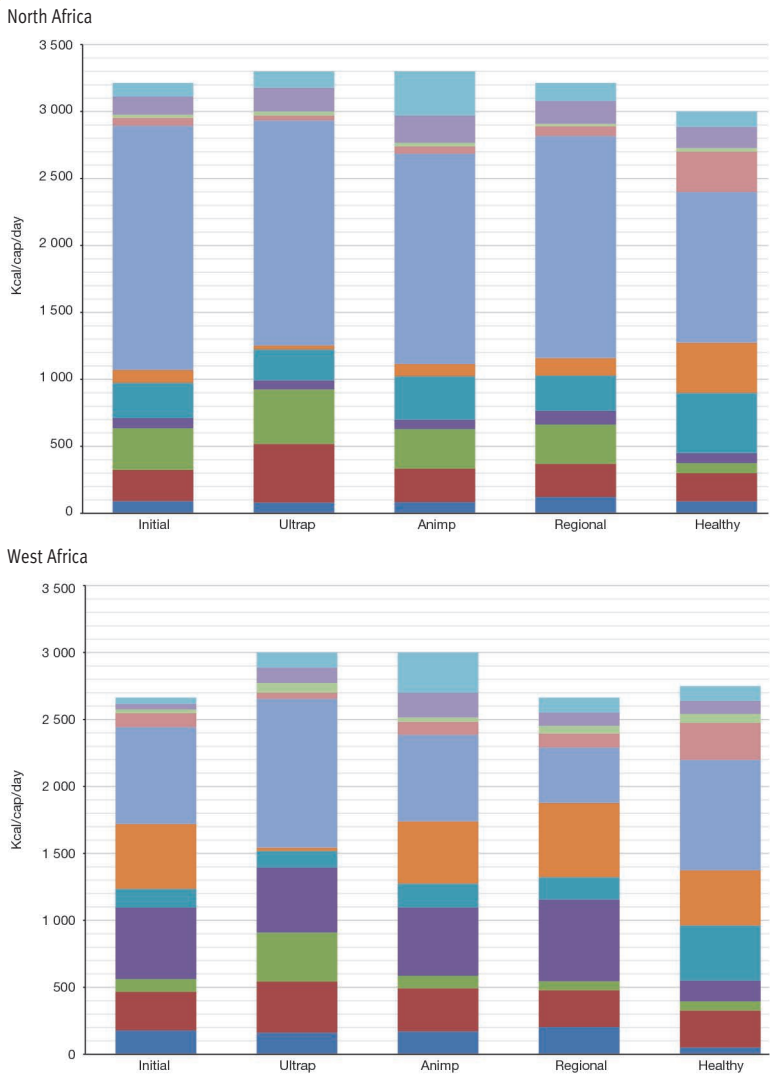 North Africa
3 500
3 000
2 500
2 000
1 500
1 000
500
0
Kcal/cap/day
Initial Ultrap Animp Regional Healthy
West Africa
3 500
3 000
2 500
2 000
1 500
1 000
500
0
Kcal/cap/day
Initial Ultrap Animp Regional Healthy